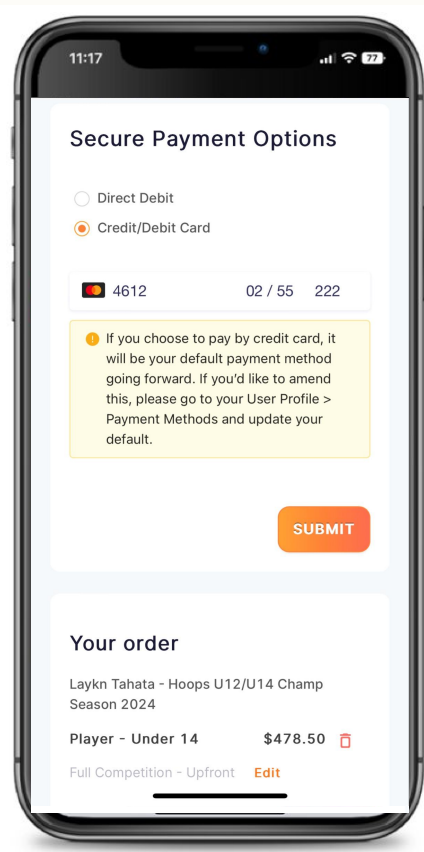 11:17
77
Secure Payment Options
Direct Debit
Credit/Debit Card
4612 02 / 55 222
If you choose to pay by credit card, it
will be your default payment method
going forward. If you'd like to amend
this, please go to your User Profile >
Payment Methods and update your
default.
SUBMIT
Your order
Laykn Tahata - Hoops U12/U14 Champ
Season 2024
Player - Under 14 $478.50
Full Competition - Upfront Edit